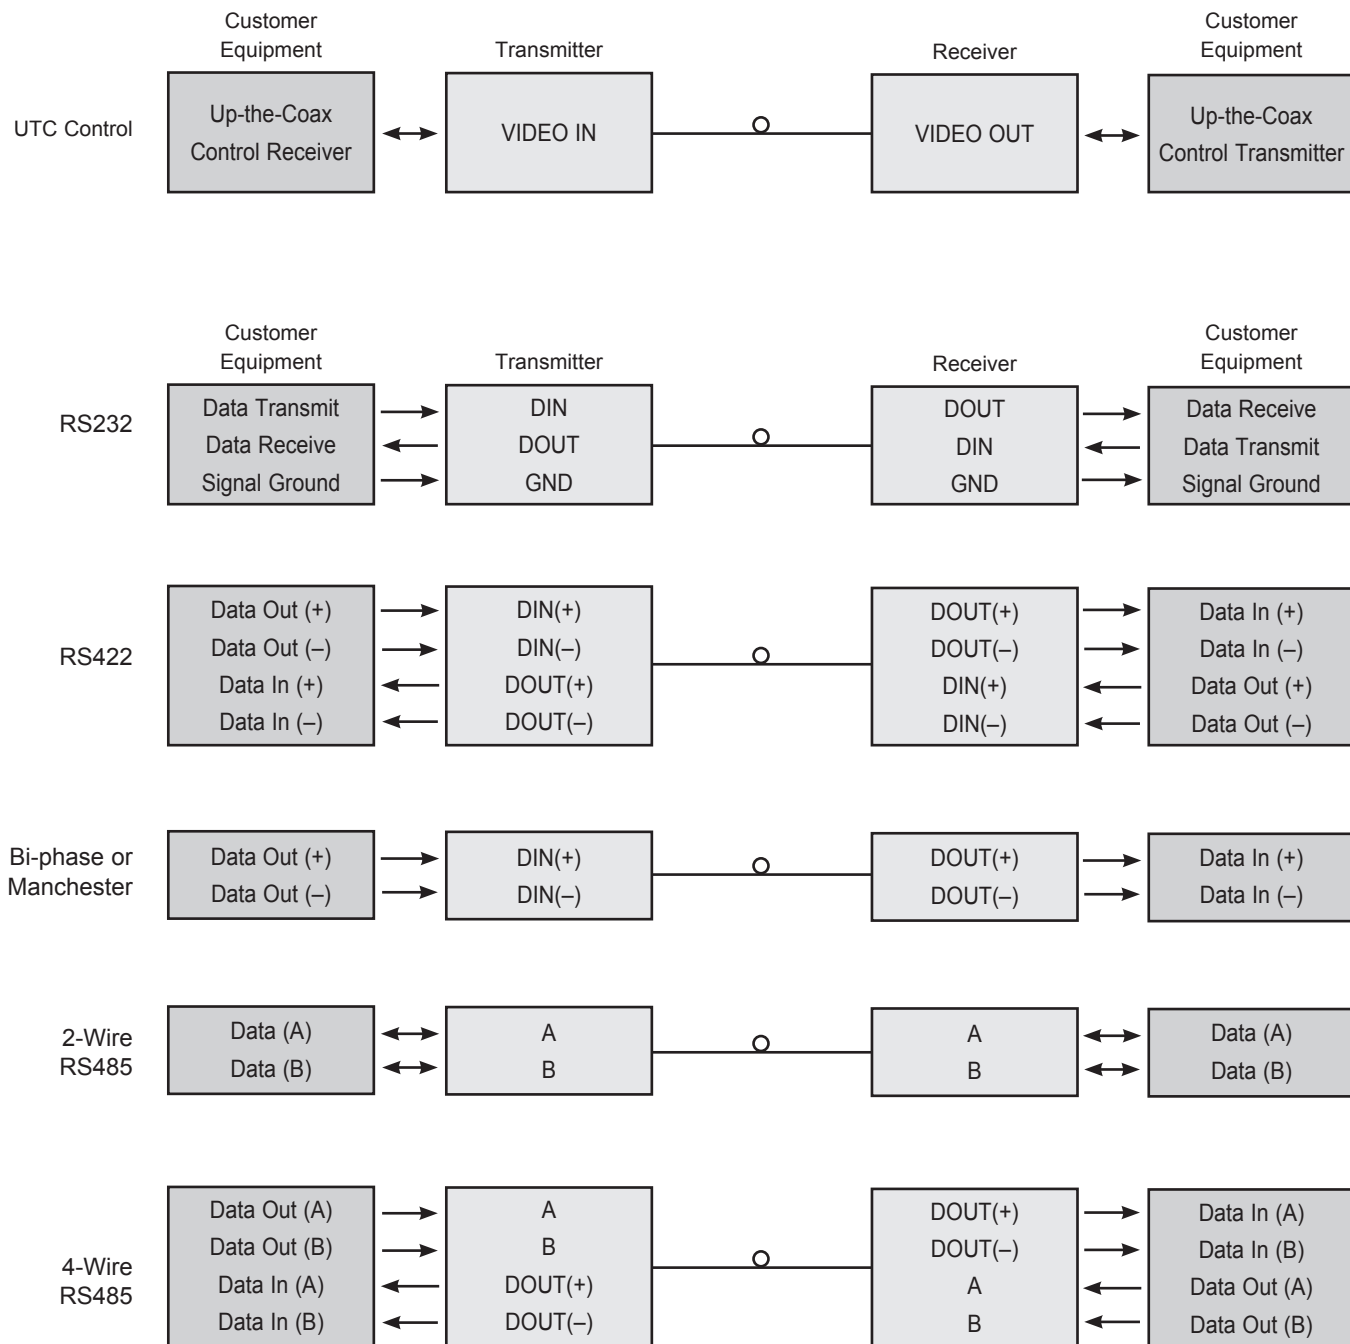 Customer
Equipment
Transmitter
Receiver
Customer
Equipment
UTC Control
Up-the-Coax
Control Receiver
VIDEO IN
VIDEO OUT
Up-the-Coax
Control Transmitter
Customer
Equipment
Transmitter
Receiver
Customer
Equipment
RS232
Data Transmit
Data Receive
Signal Ground
DIN
DOUT
GND
DOUT
DIN
GND
Data Receive
Data Transmit
Signal Ground
RS422
Data Out (+)
Data Out (–)
Data In (+)
Data In (–)
DIN(+)
DIN(–)
DOUT(+)
DOUT(–)
DOUT(+)
DOUT(–)
DIN(+)
DIN(–)
Data In (+)
Data In (–)
Data Out (+)
Data Out (–)
Bi-phase or
Manchester
Data Out (+)
Data Out (–)
DIN(+)
DIN(–)
DOUT(+)
DOUT(–)
Data In (+)
Data In (–)
2-Wire
RS485
Data (A)
Data (B)
A
B
A
B
Data (A)
Data (B)
4-Wire
RS485
Data Out (A)
Data Out (B)
Data In (A)
Data In (B)
A
B
DOUT(+)
DOUT(–)
DOUT(+)
DOUT(–)
A
B
Data In (A)
Data In (B)
Data Out (A)
Data Out (B)